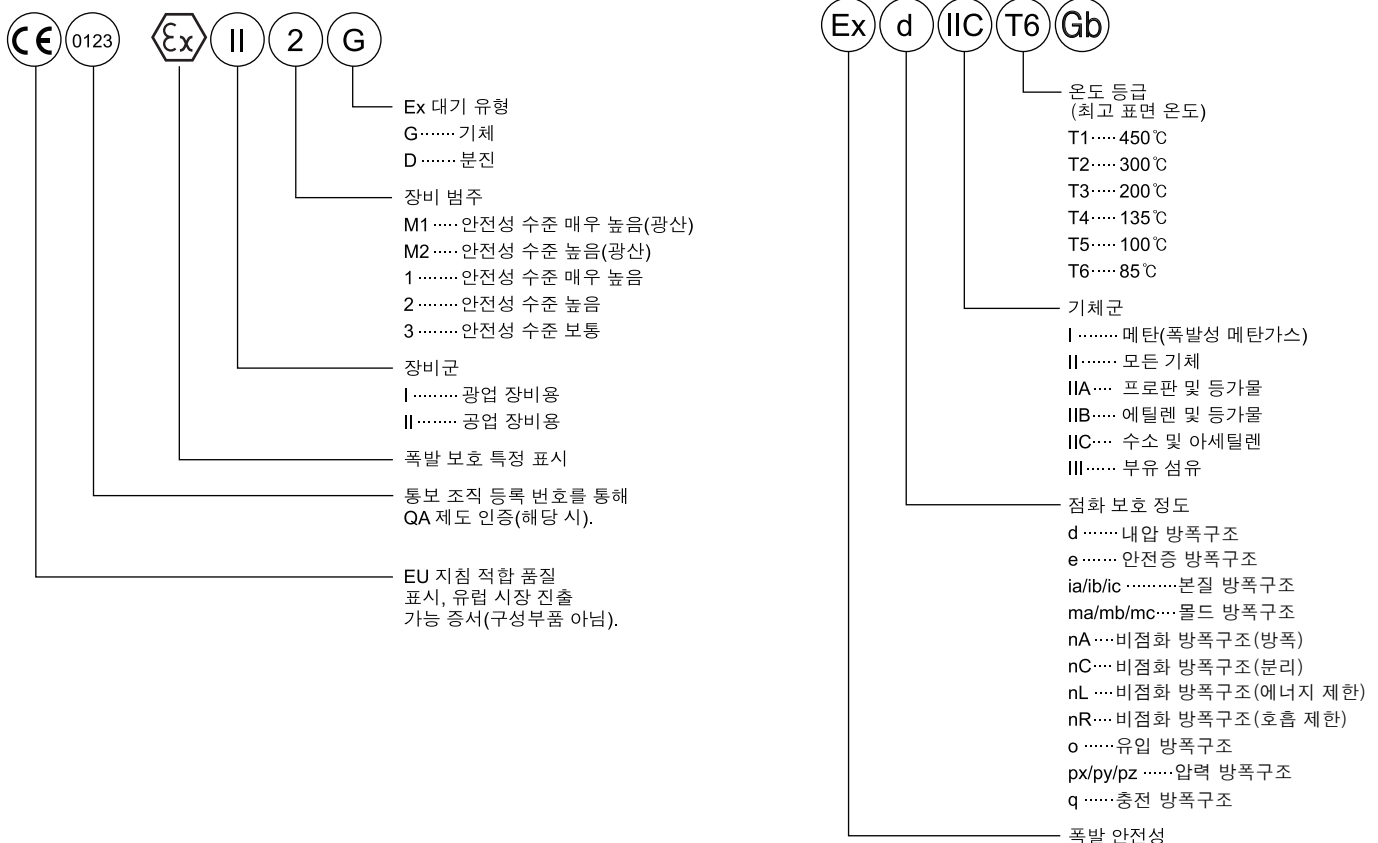 CE 0123 Ex II 2 G
Ex 대기 유형
G·······기체
D·······분진
장비 범주
M1·····안전성 수준 매우 높음(광산)
M2·····안전성 수준 높음(광산)
1········안전성 수준 매우 높음
2········안전성 수준 높음
3········안전성 수준 보통
장비군
I·········광업 장비용
II········공업 장비용
폭발 보호 특정 표시
통보 조직 등록 번호를 통해
QA 제도 인증(해당 시).
EU 지침 적합 품질
표시, 유럽 시장 진출
가능 증서(구성부품 아님).
Ex d IIC T6 Gb
온도 등급
(최고 표면 온도)
T1·····450℃
T2·····300℃
T3·····200℃
T4·····135℃
T5·····100℃
T6·····85℃
기체군
I········메탄(폭발성 메탄가스)
II·······모든 기체
IIA···· 프로판 및 등가물
IIB·····에틸렌 및 등가물
IIC···· 수소 및 아세틸렌
III······ 부유 섬유
점화 보호 정도
d·······내압 방폭구조
e·······안전증 방폭구조
ia/ib/ic··········본질 방폭구조
ma/mb/mc····몰드 방폭구조
nA····비점화 방폭구조(방폭)
nC····비점화 방폭구조(분리)
nL····비점화 방폭구조(에너지 제한)
nR····비점화 방폭구조(호흡 제한)
o······유입 방폭구조
px/py/pz······압력 방폭구조
q······충전 방폭구조
폭발 안전성